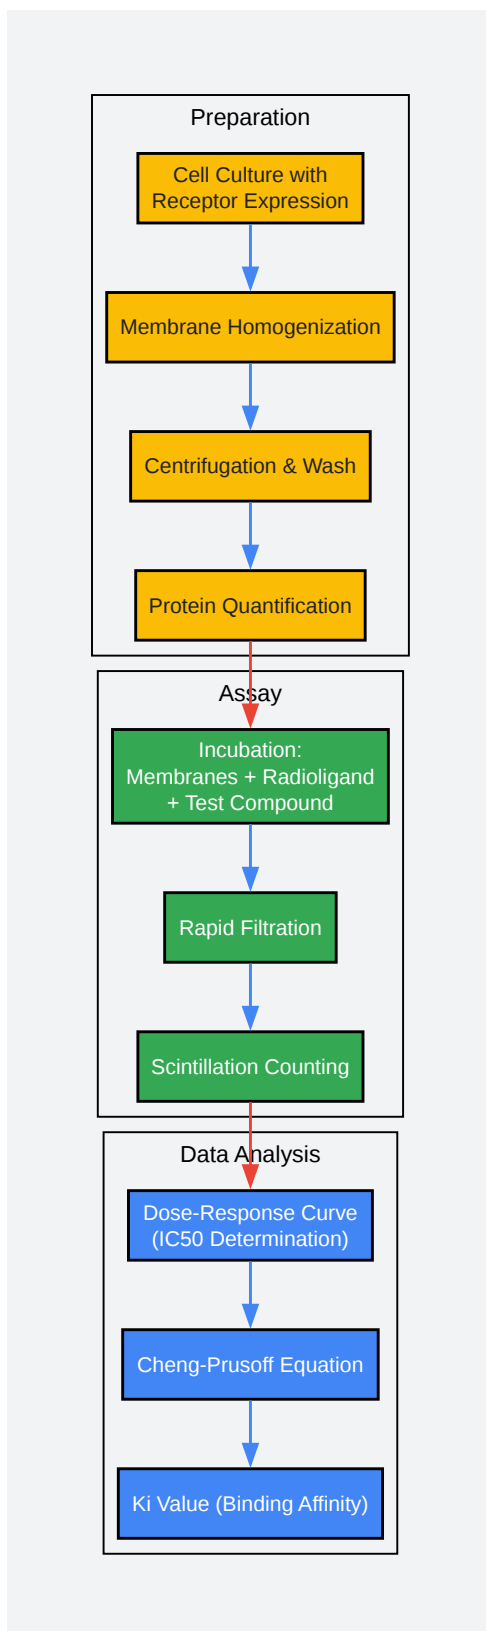 Preparation
Cell Culture with
Receptor Expression
Membrane Homogenization
Centrifugation & Wash
Protein Quantification
Assay
Incubation:
Membranes + Radioligand
+ Test Compound
Rapid Filtration
Scintillation Counting
Data Analysis
Dose-Response Curve
(IC50 Determination)
Cheng-Prusoff Equation
Ki Value (Binding Affinity)